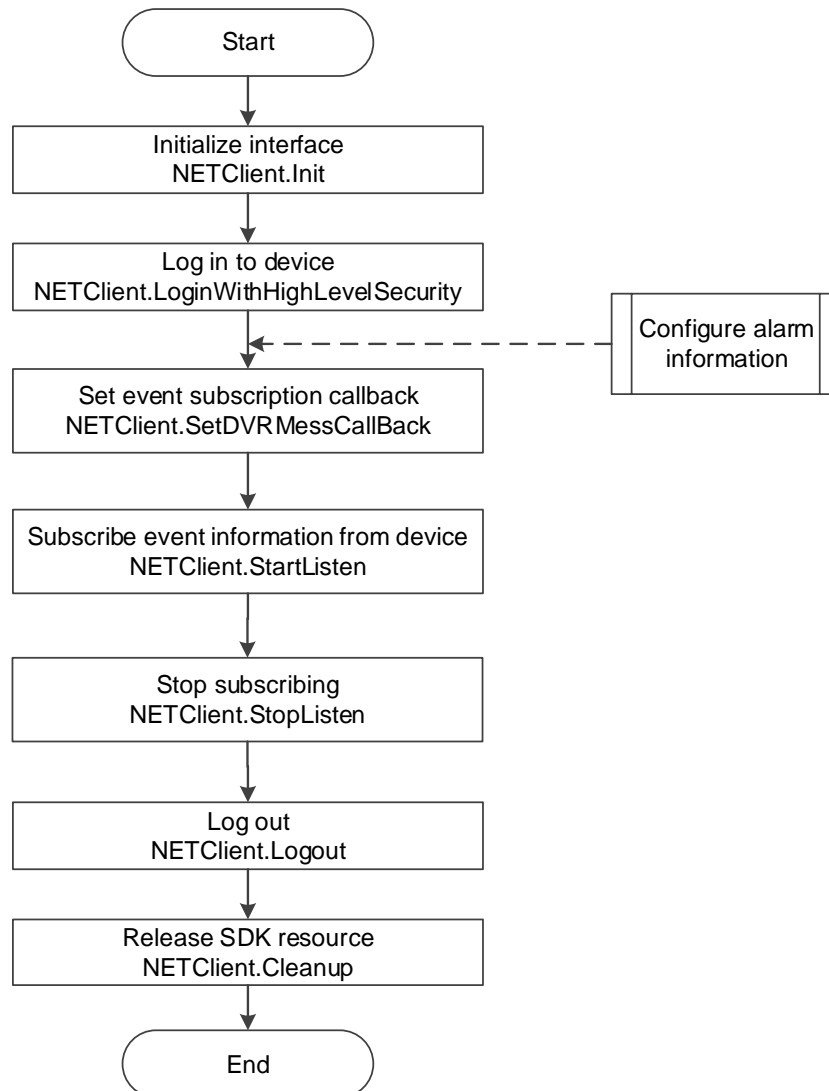 Start
Initialize interface
NETClient.Init
Log in to device
NETClient.LoginWithHighLevelSecurity
Configure alarm
information
Set event subscription callback
NETClient.SetDVRMessCallBack
Subscribe event information from device
NETClient.StartListen
Stop subscribing
NETClient.StopListen
Log out
NETClient.Logout
Release SDK resource
NETClient.Cleanup
End